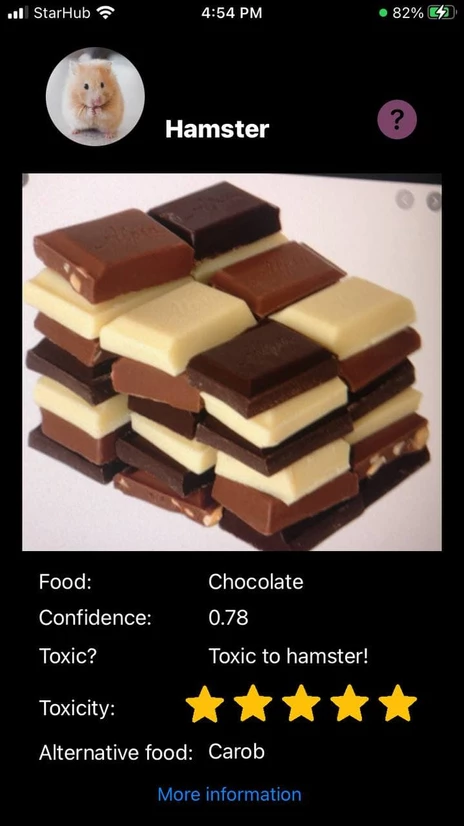 StarHub 4:54 PM 82%
Hamster ?
Food: Chocolate
Confidence: 0.78
Toxic? Toxic to hamster!
Toxicity:
Alternative food: Carob
More information